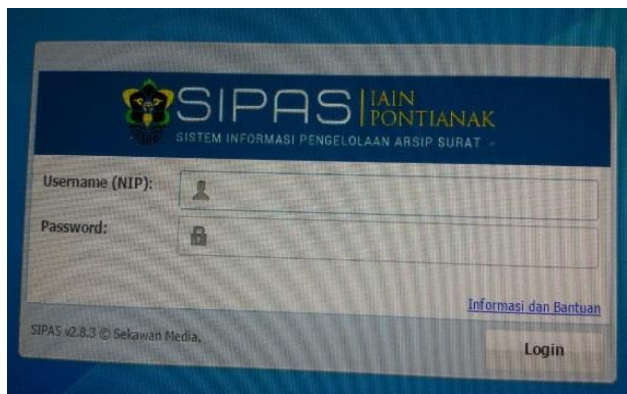 SIPAS IAIN PONTIANAK
SISTEM INFORMASI PENGELOLAAN ARSIP SURAT
Username (NIP):
Password:
Informasi dan Bantuan
SIPAS v2.8.3 © Sekawan Media.
Login